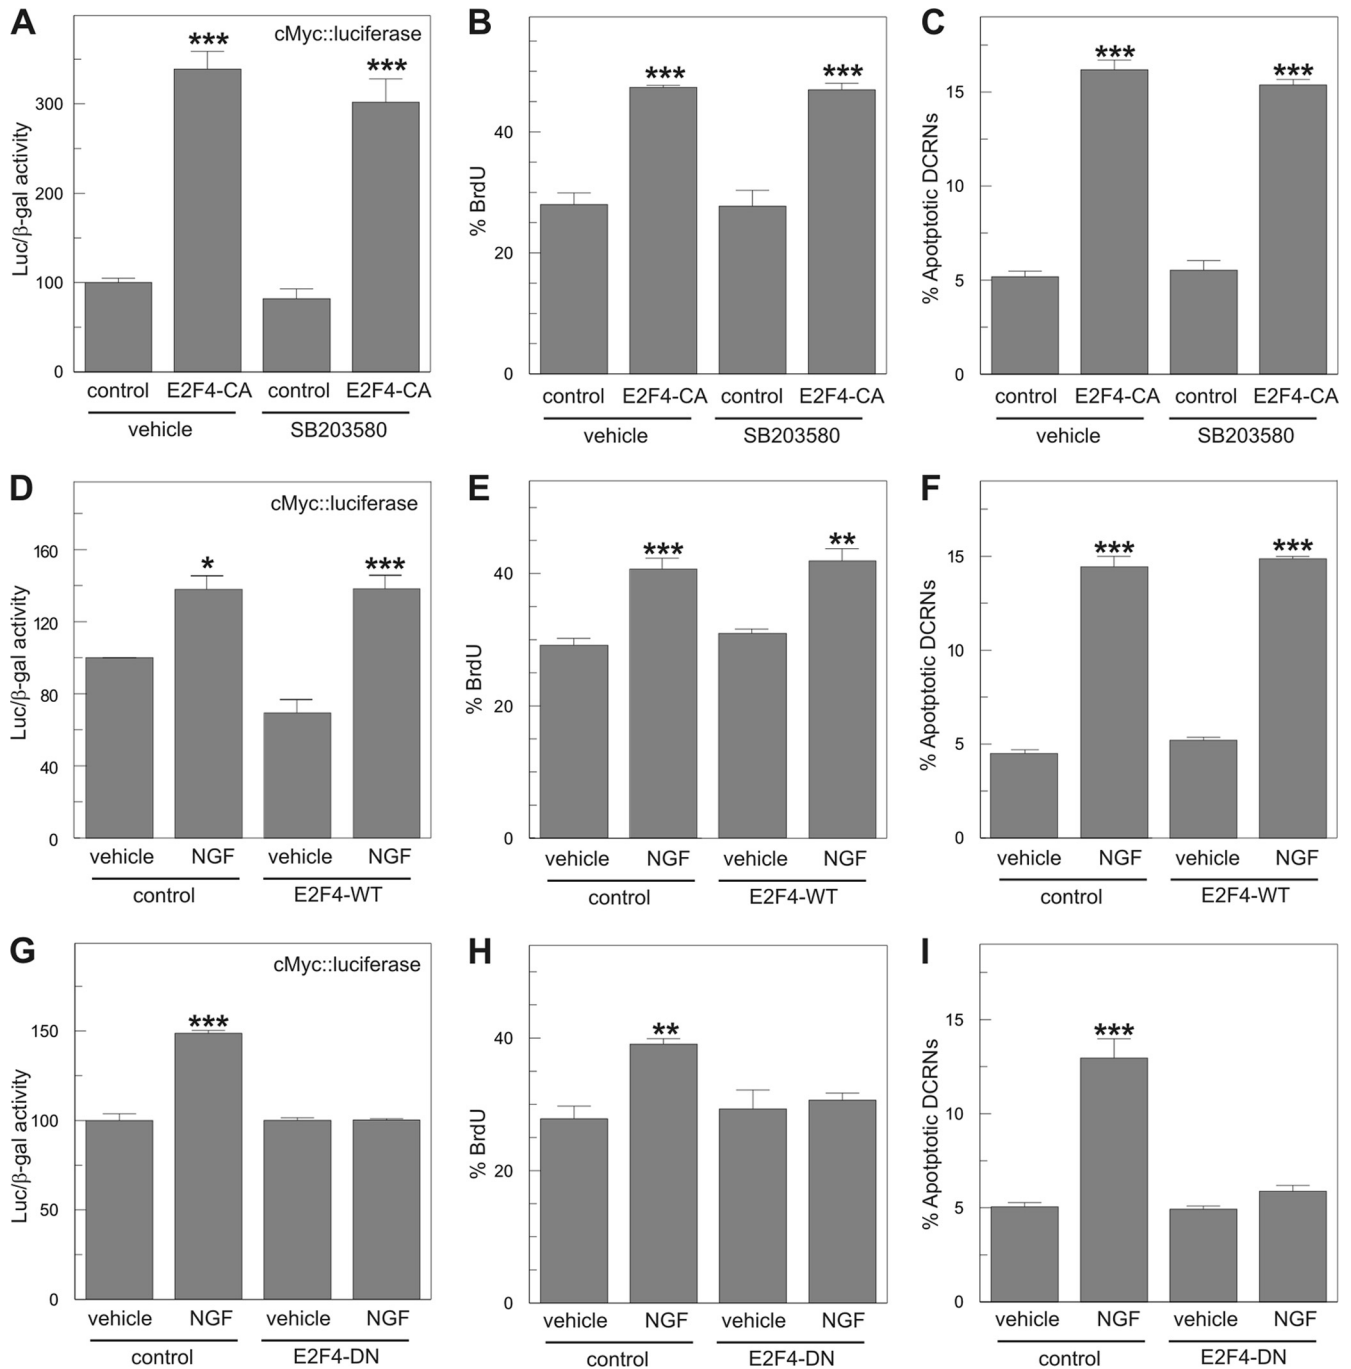 A
cMyc::luciferase
***
***
Luc/β-gal activity
300
200
100
0
control E2F4-CA control E2F4-CA
vehicle SB203580
B
***
***
% BrdU
40
20
0
control E2F4-CA control E2F4-CA
vehicle SB203580
C
***
***
% Apotptotic DCRNs
15
10
5
0
control E2F4-CA control E2F4-CA
vehicle SB203580
D
cMyc::luciferase
*
***
Luc/β-gal activity
160
120
80
40
0
vehicle NGF vehicle NGF
control E2F4-WT
E
***
**
% BrdU
40
20
0
vehicle NGF vehicle NGF
control E2F4-WT
F
***
***
% Apotptotic DCRNs
15
10
5
0
vehicle NGF vehicle NGF
control E2F4-WT
G
cMyc::luciferase
***
Luc/β-gal activity
150
100
50
0
vehicle NGF vehicle NGF
control E2F4-DN
H
**
% BrdU
40
20
0
vehicle NGF vehicle NGF
control E2F4-DN
I
***
% Apotptotic DCRNs
15
10
5
0
vehicle NGF vehicle NGF
control E2F4-DN